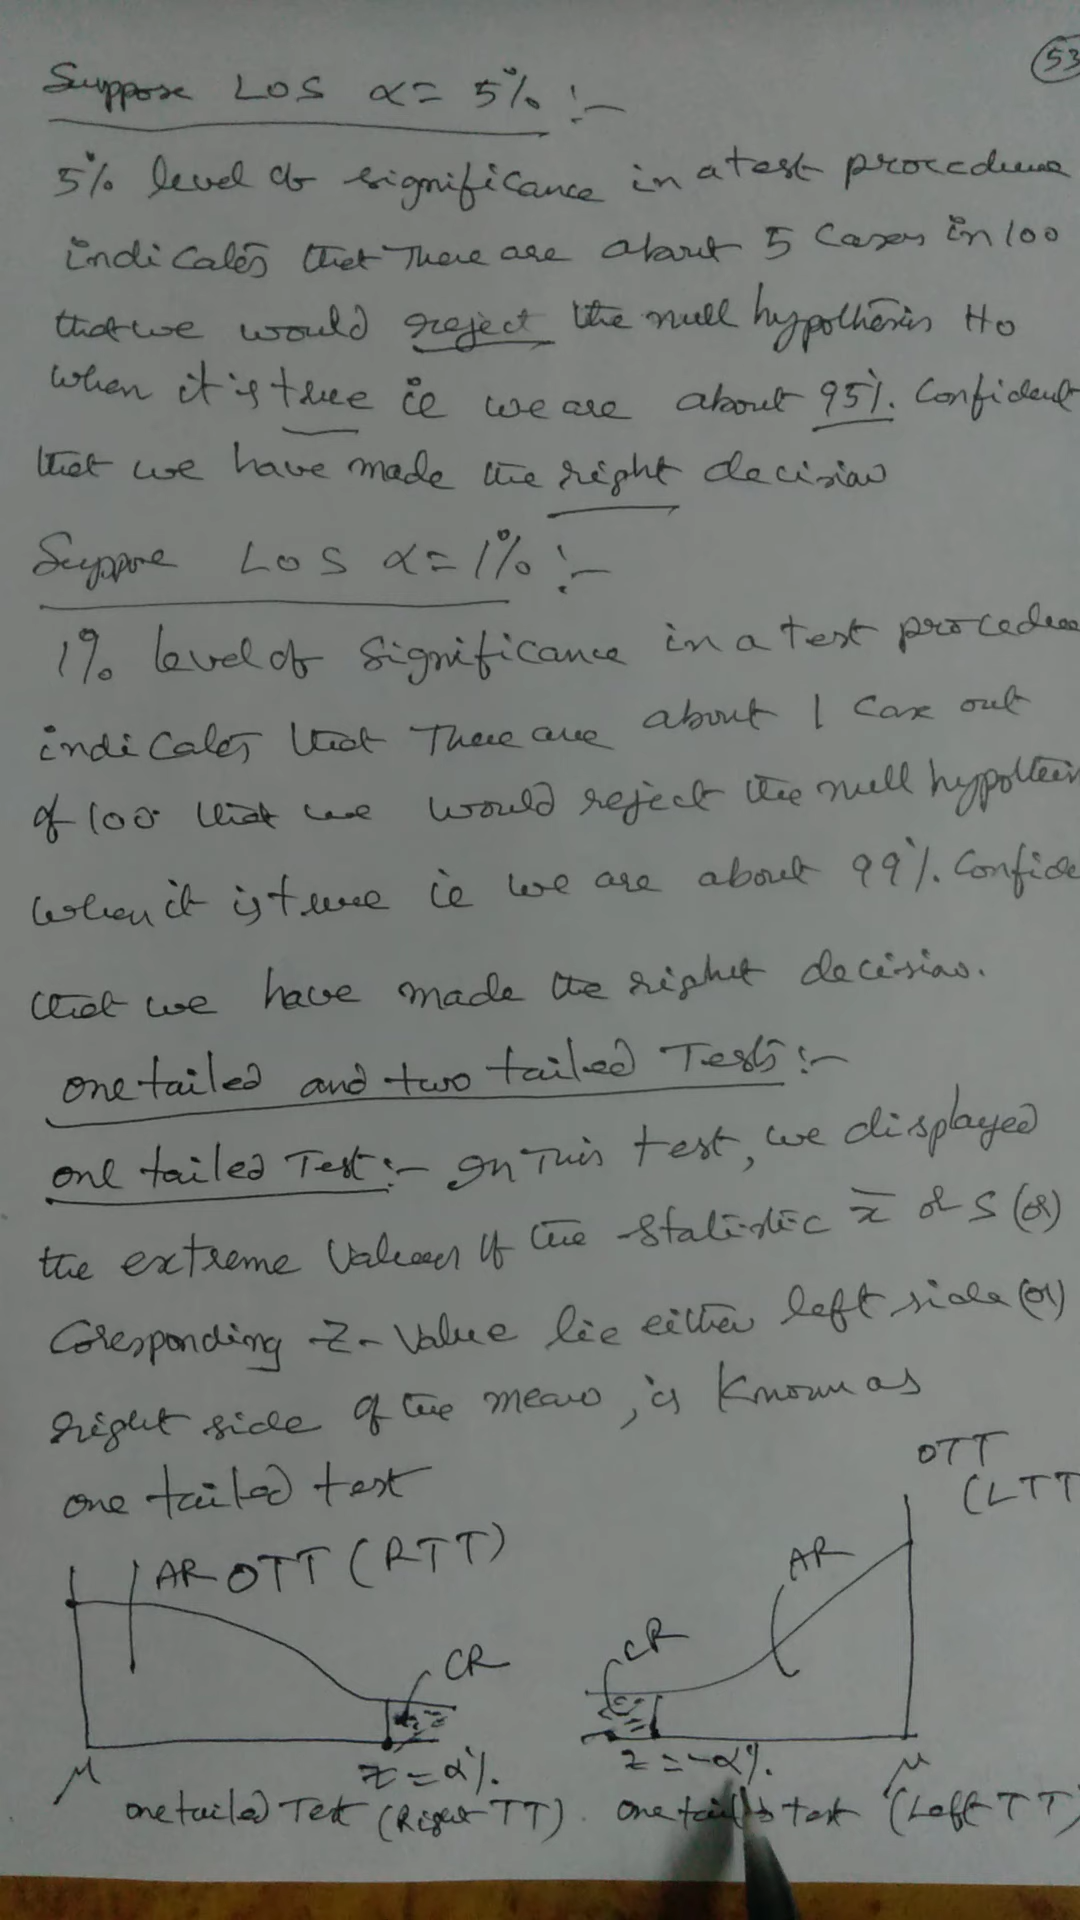 53
Suppose LOS α = 5% :-
5% level of significance in a test procedure
indicates that There are about 5 Cases in 100
that we would reject the null hypothesis Ho
when it is true ie we are about 95%. Confident
that we have made the right decision
Suppose LOS α = 1% :-
1% level of significance in a test procedure
indicates that There are about 1 Case out
of 100 that we would reject the null hypothesis
when it is true ie we are about 99%. Confide
that we have made the right decision.
one tailed and two tailed Tests :-
one tailed Test :- In This test, we displayed
the extreme Values of the Statistic x̄ of S (or)
Coresponding Z- Value lie either left side (or)
right side of the mean, is Known as
one tailed test
OTT
(LTT
AR OTT (RTT)
AR
CR
CR
μ
z = α%.
z = -α%.
μ
one tailed Test (Right TT).
one tailed test (Left TT)